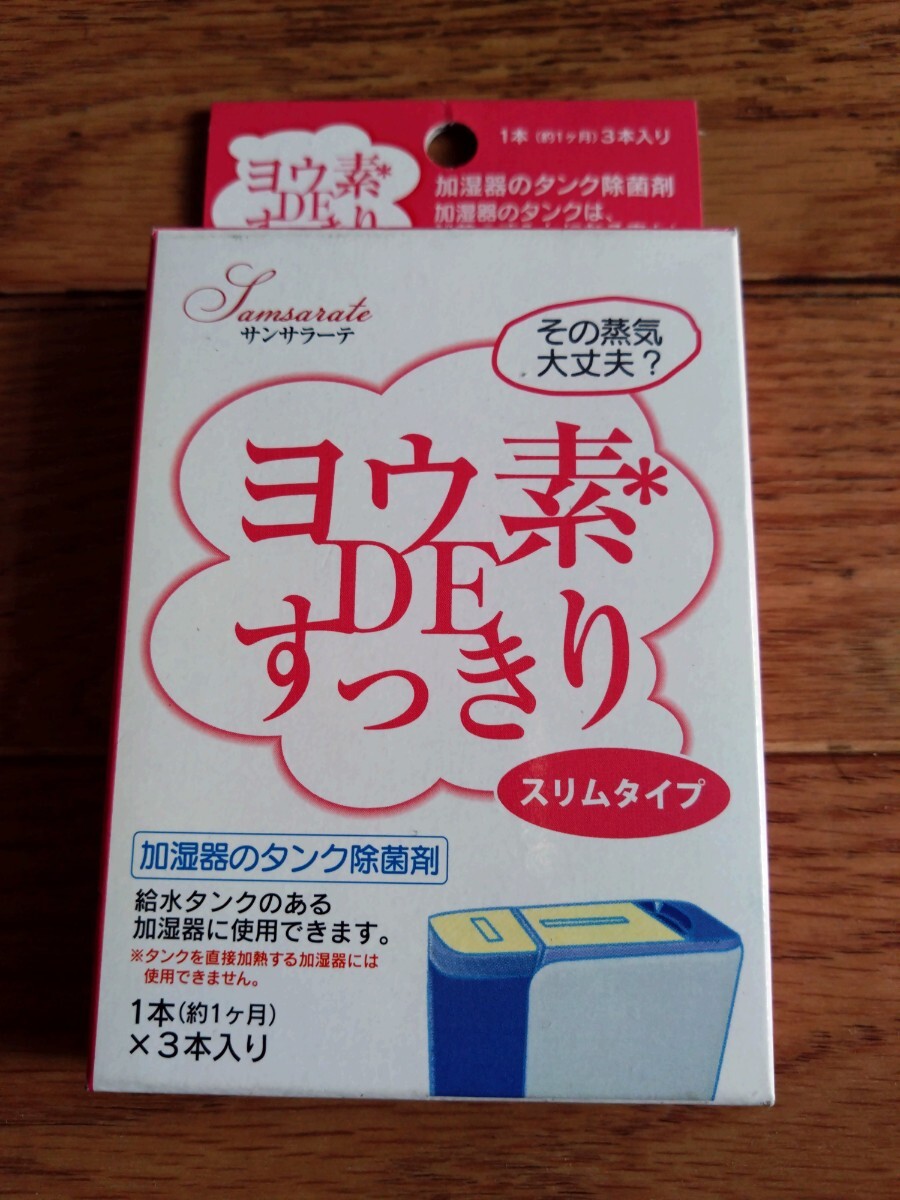 1本(約1ヶ月)3本入り
ヨウ素*
DE
すっきり
加湿器のタンク除菌剤
加湿器のタンクは、
Samsarate
サンサラーテ
その蒸気
大丈夫?
ヨウ素*
DE
すっきり
スリムタイプ
加湿器のタンク除菌剤
給水タンクのある
加湿器に使用できます。
※タンクを直接加熱する加湿器には
使用できません。
1本(約1ヶ月)
×3本入り